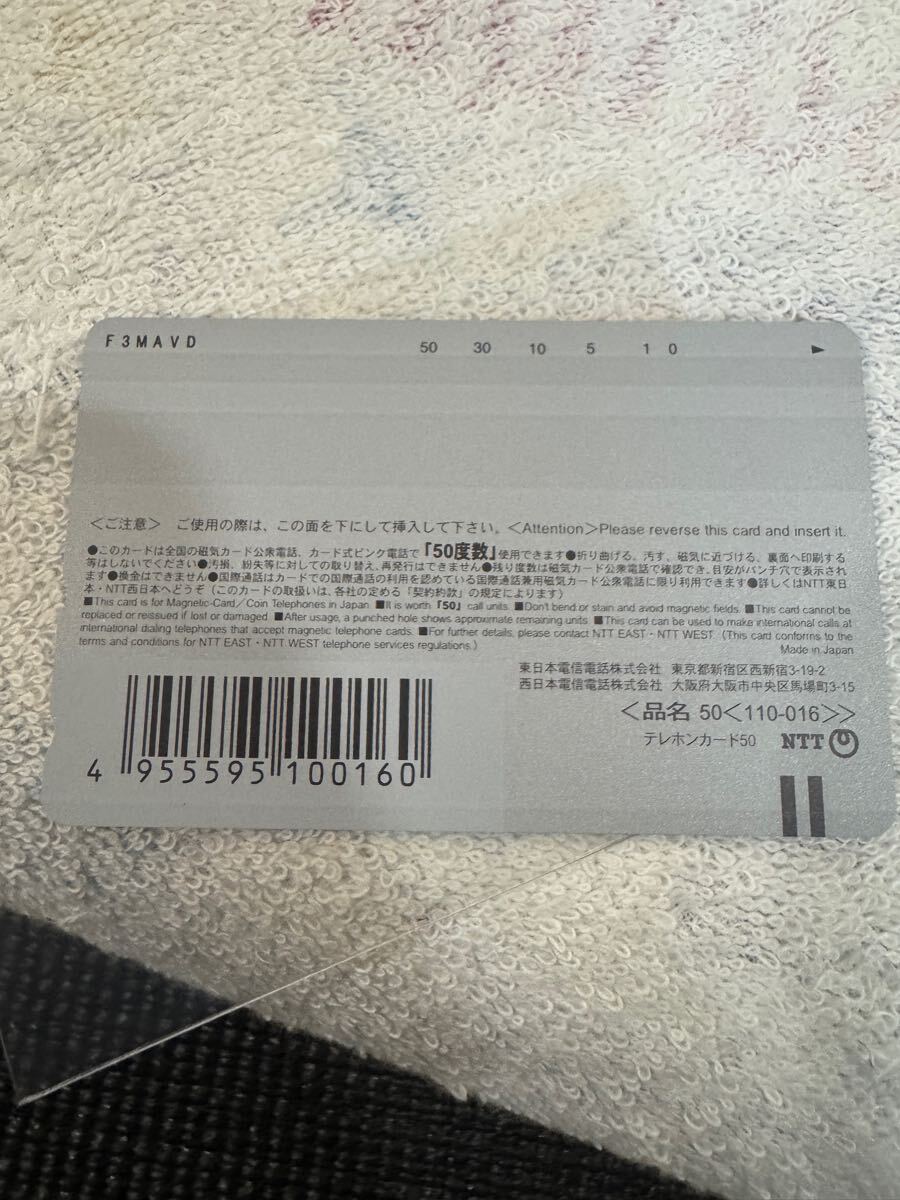 F3MAVD
50 30 10 5 1 0 ►
＜ご注意＞ ご使用の際は、この面を下にして挿入して下さい。＜Attention＞Please reverse this card and insert it.
●このカードは全国の磁気カード公衆電話、カード式ピンク電話で「50度数」使用できます●折り曲げる、汚す、磁気に近づける、裏面へ印刷する
等はしないでください●汚損、紛失等に対しての取り替え、再発行はできません●残り度数は磁気カード公衆電話で確認でき、目安がパンチ穴で表示されま
す●換金はできません●国際通話はカードでの国際通話の利用を認めている国際通話兼用磁気カード公衆電話に限り利用できます●詳しくはNTT東日
本・NTT西日本へどうぞ（このカードの取扱いは、各社の定める「契約約款」の規定によります）
■This card is for Magnetic-Card／Coin Telephones in Japan ■It is worth「50」call units. ■Don't bend or stain and avoid magnetic fields. ■This card cannot be
replaced or reissued if lost or damaged. ■After usage, a punched hole shows approximate remaining units. ■This card can be used to make international calls at
international dialing telephones that accept magnetic telephone cards. ■For further details, please contact NTT EAST・NTT WEST（This card conforms to the
terms and conditions for NTT EAST・NTT WEST telephone services regulations.）
Made in Japan
東日本電信電話株式会社 東京都新宿区西新宿3-19-2
西日本電信電話株式会社 大阪府大阪市中央区馬場町3-15
＜品名 50＜110-016＞＞
テレホンカード50 NTT
4 955595 100160